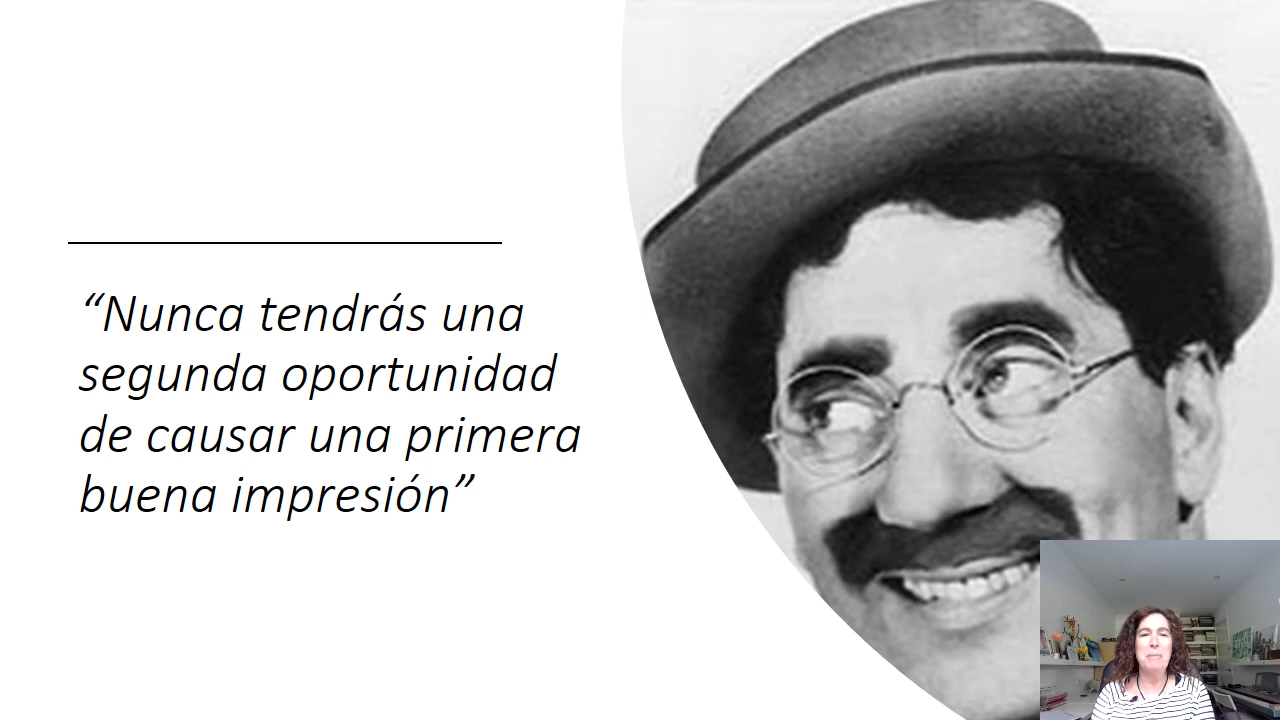 “Nunca tendrás una
segunda oportunidad
de causar una primera
buena impresión”